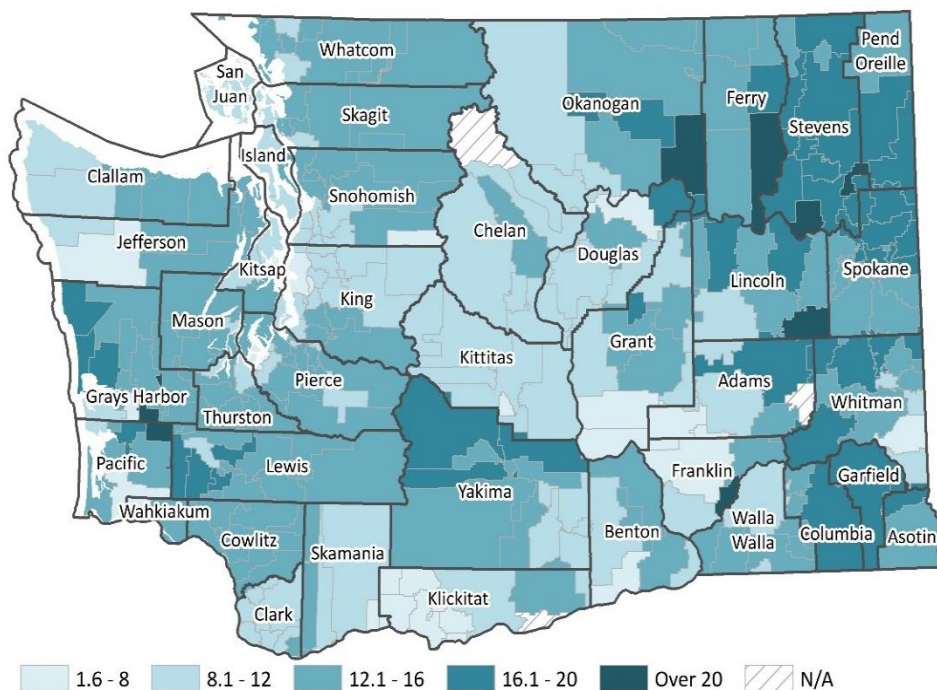 Whatcom
Pend
Oreille
San
Juan
Okanogan
Ferry
Skagit
Stevens
Island
Clallam
Snohomish
Chelan
Jefferson
Douglas
Kitsap
Lincoln
Spokane
King
Mason
Grant
Kittitas
Adams
Pierce
Grays Harbor
Whitman
Thurston
Pacific
Lewis
Franklin
Garfield
Yakima
Wahkiakum
Walla
Walla
Columbia
Asotin
Benton
Cowlitz
Skamania
Klickitat
Clark
1.6 - 8
8.1 - 12
12.1 - 16
16.1 - 20
Over 20
N/A